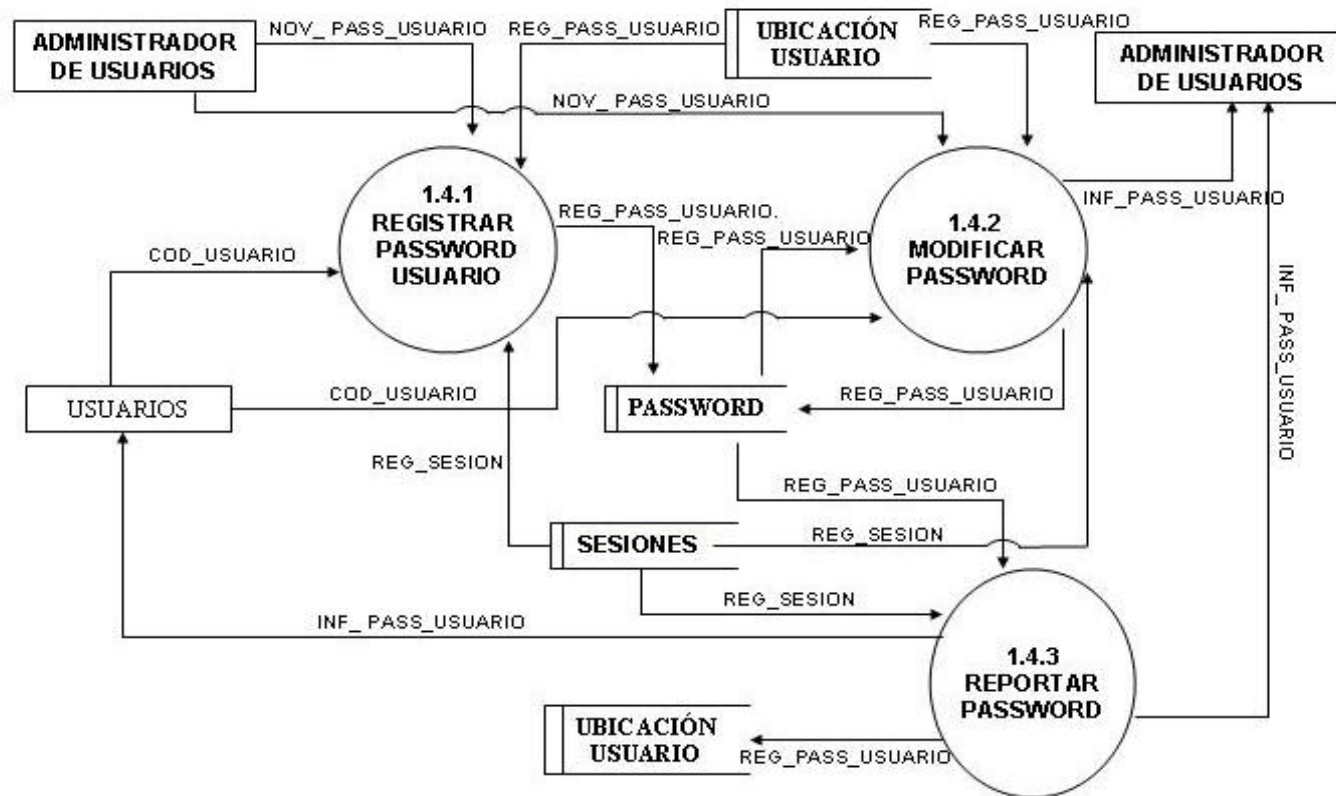 ADMINISTRADOR
DE USUARIOS
NOV_ PASS_USUARIO
REG_PASS_USUARIO
UBICACIÓN
USUARIO
REG_PASS_USUARIO
ADMINISTRADOR
DE USUARIOS
NOV_ PASS_USUARIO
1.4.1
REGISTRAR
PASSWORD
USUARIO
REG_PASS_USUARIO.
REG_PASS_USUARIO
1.4.2
MODIFICAR
PASSWORD
INF_PASS_USUARIO
COD_USUARIO
INF_ PASS_USUARIO
USUARIOS
COD_USUARIO
PASSWORD
REG_PASS_USUARIO
REG_SESION
REG_PASS_USUARIO
SESIONES
REG_SESION
REG_SESION
INF_ PASS_USUARIO
1.4.3
REPORTAR
PASSWORD
UBICACIÓN
USUARIO
REG_PASS_USUARIO